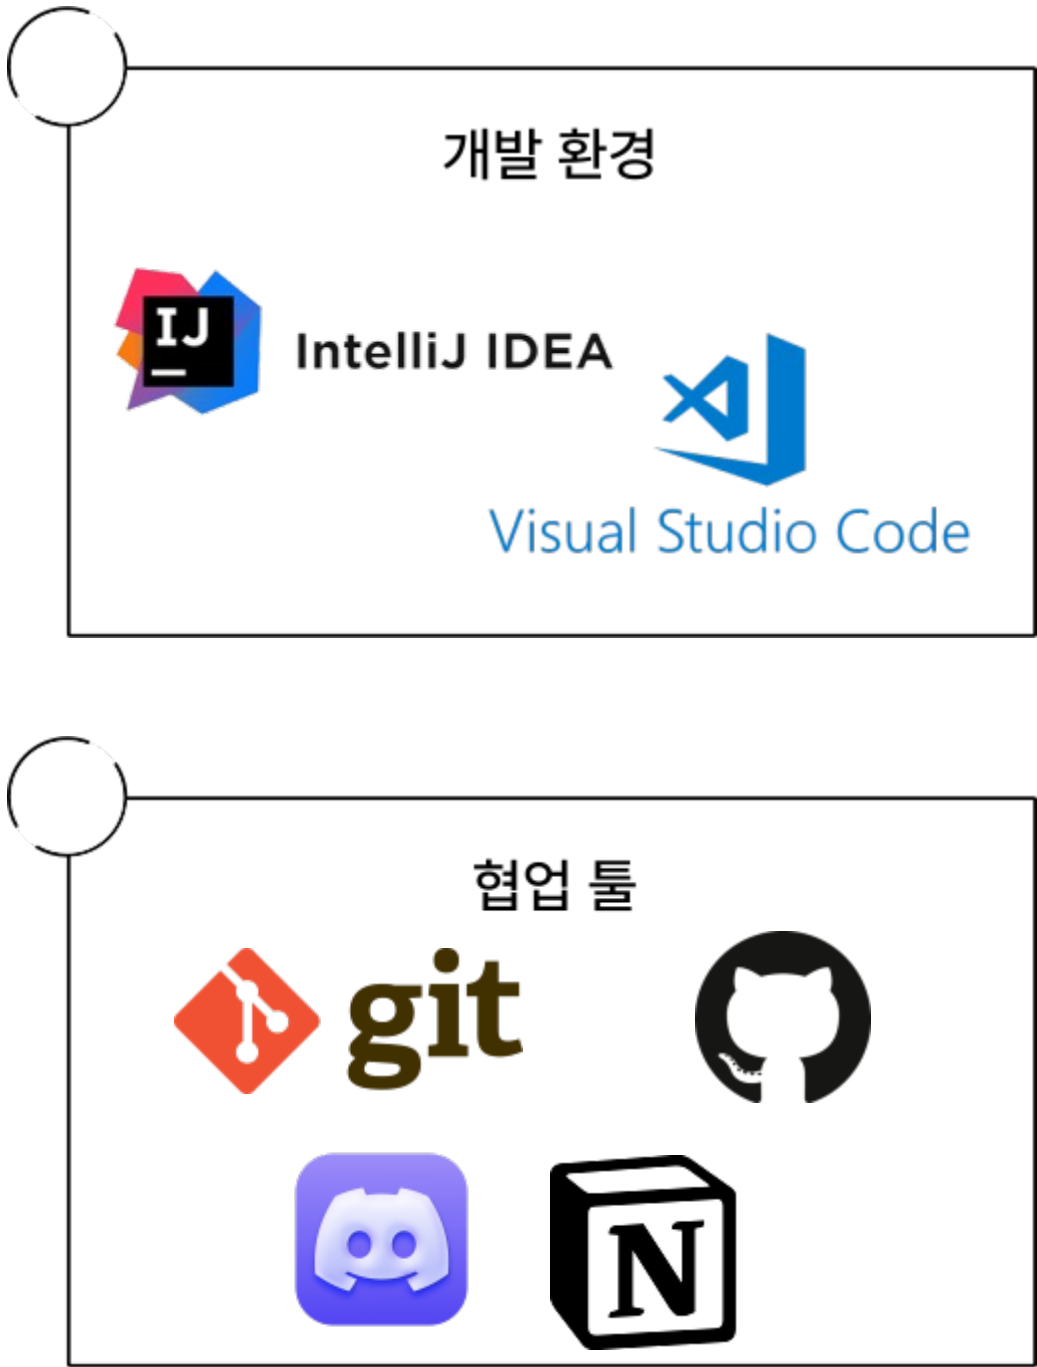 개발 환경
IJ
IntelliJ IDEA
Visual Studio Code
협업 툴
git
N